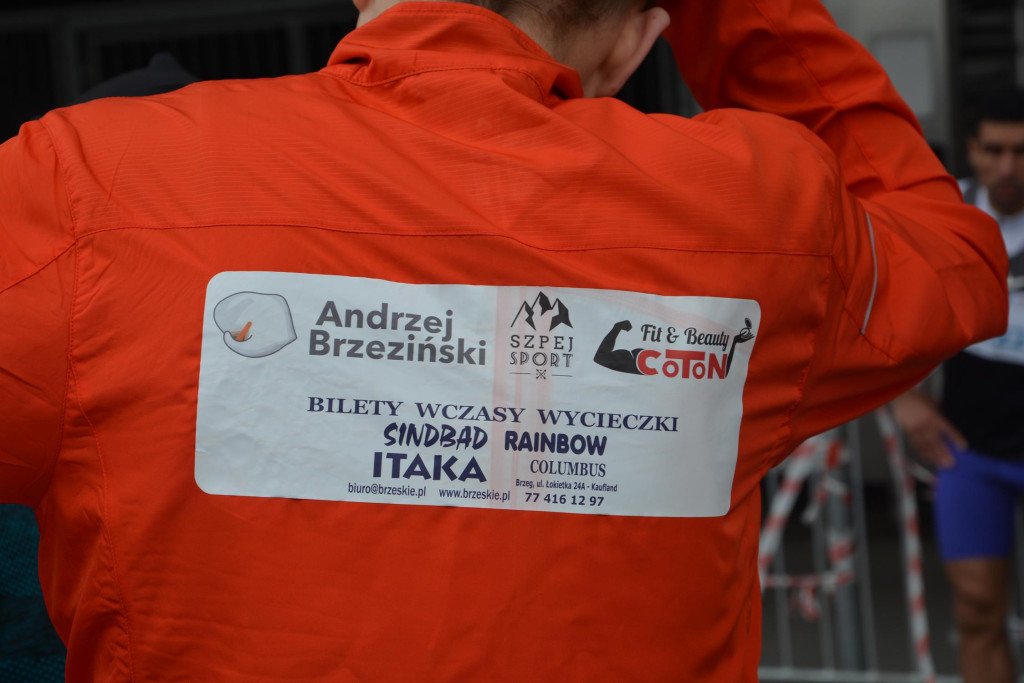 Andrzej
Brzeziński
SZPEJ
SPORT
Fit & Beauty
COTON
BILETY WCZASY WYCIECZKI
SINDBAD RAINBOW
ITAKA COLUMBUS
biuro@brzeskie.pl www.brzeskie.pl Brzeg, ul. Łokietka 24A - Kaufland
77 416 12 97